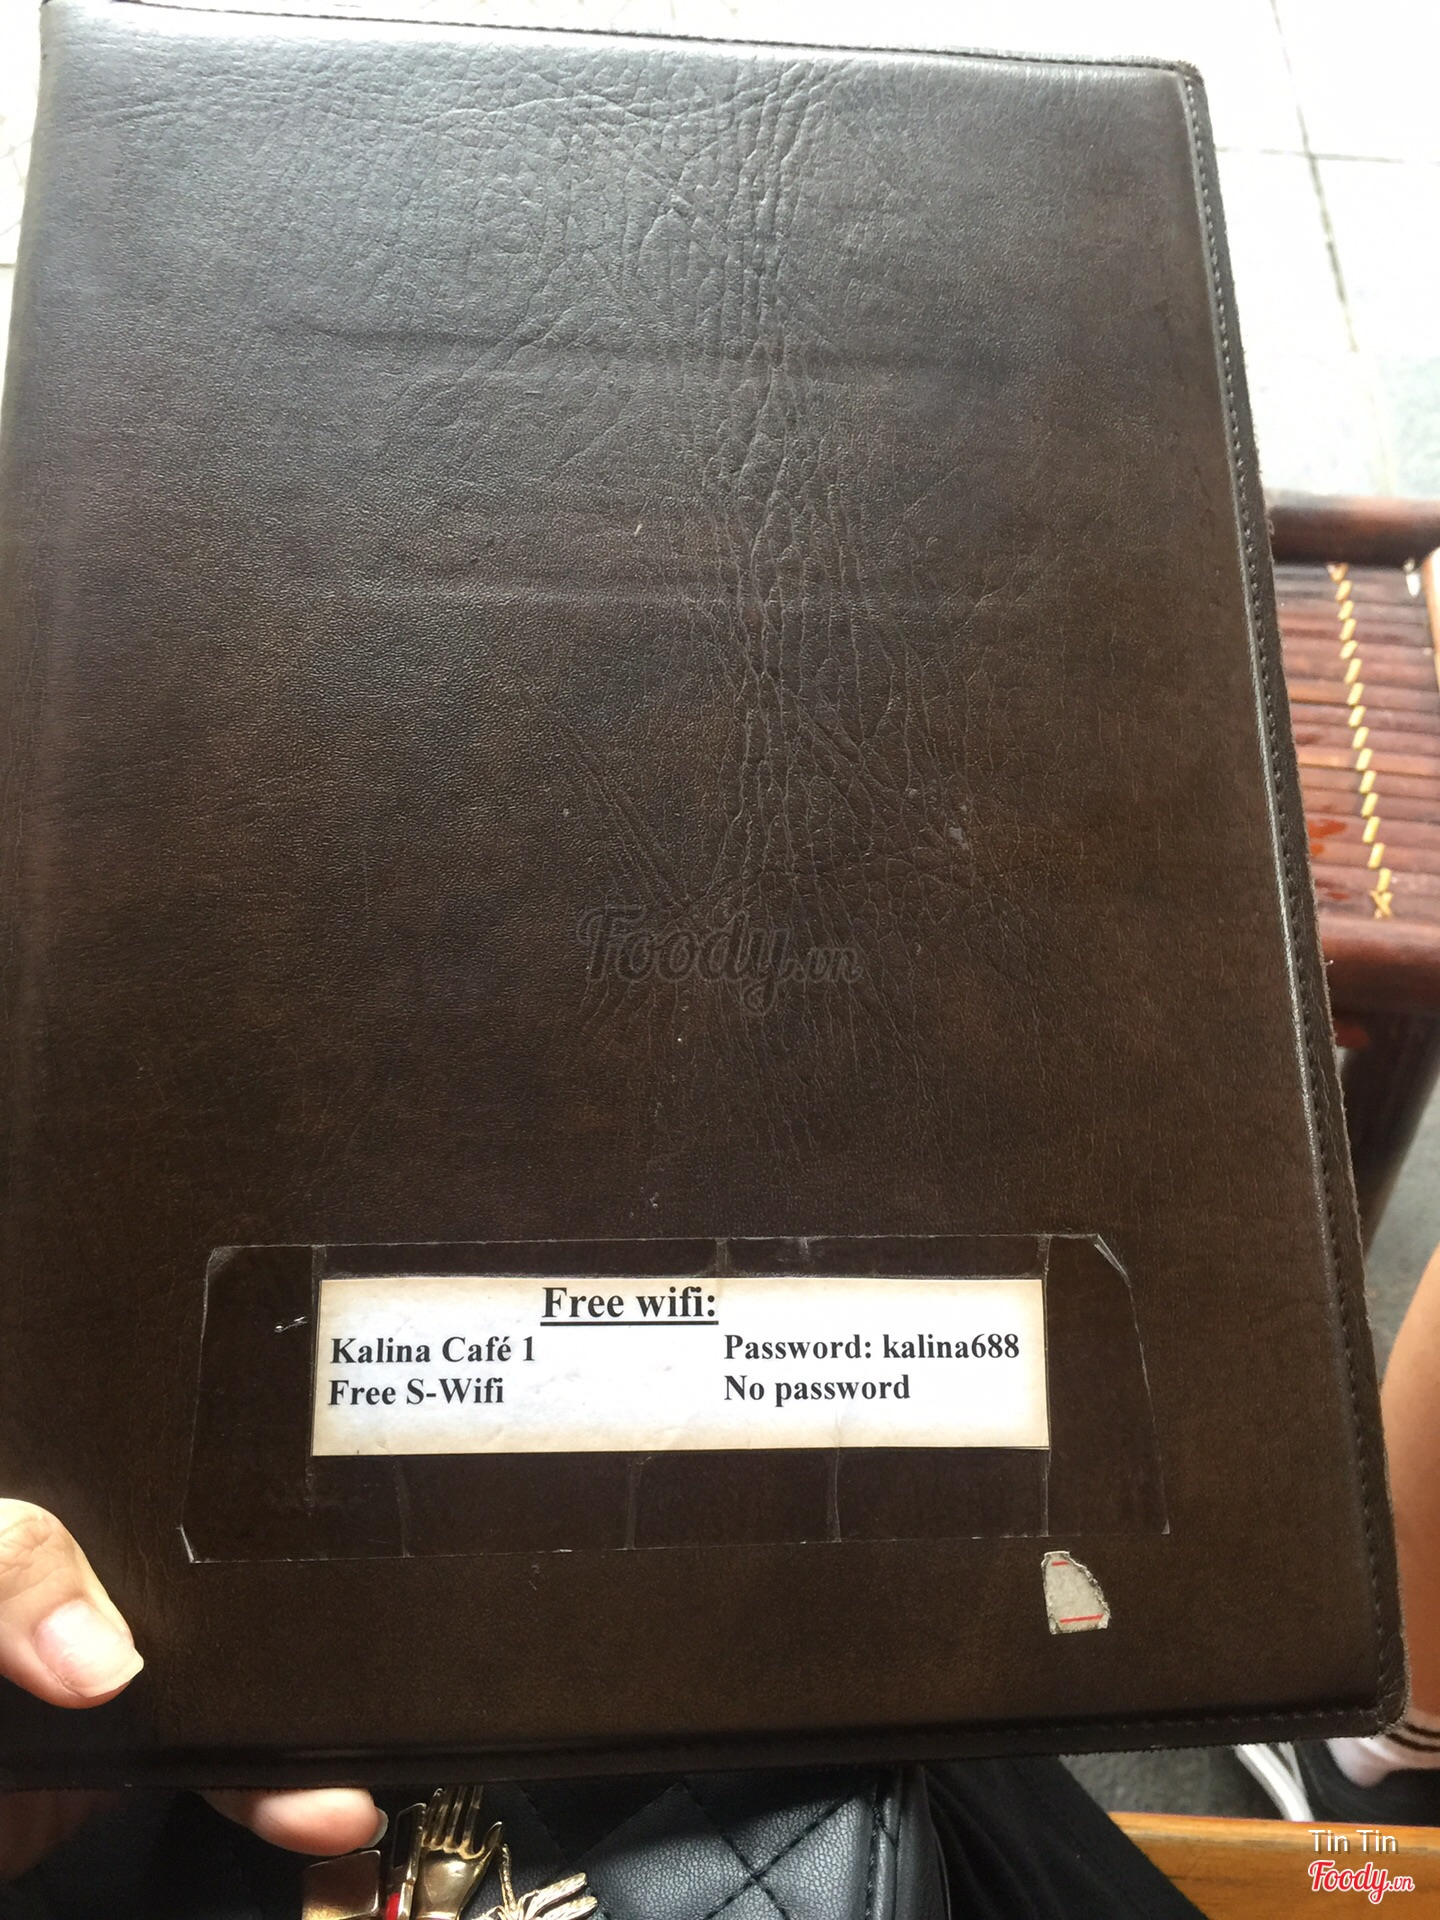 Foody.vn
Free wifi:
Kalina Café 1 Password: kalina688
Free S-Wifi No password
Tin Tin
Foody.vn